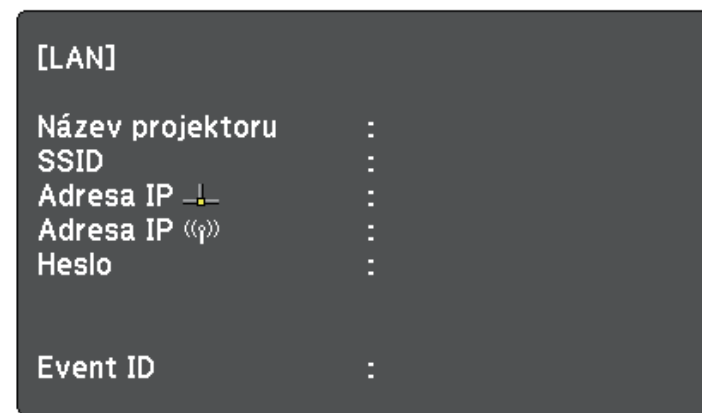 [LAN]
Název projektoru :
SSID :
Adresa IP :
Adresa IP :
Heslo :
Event ID :